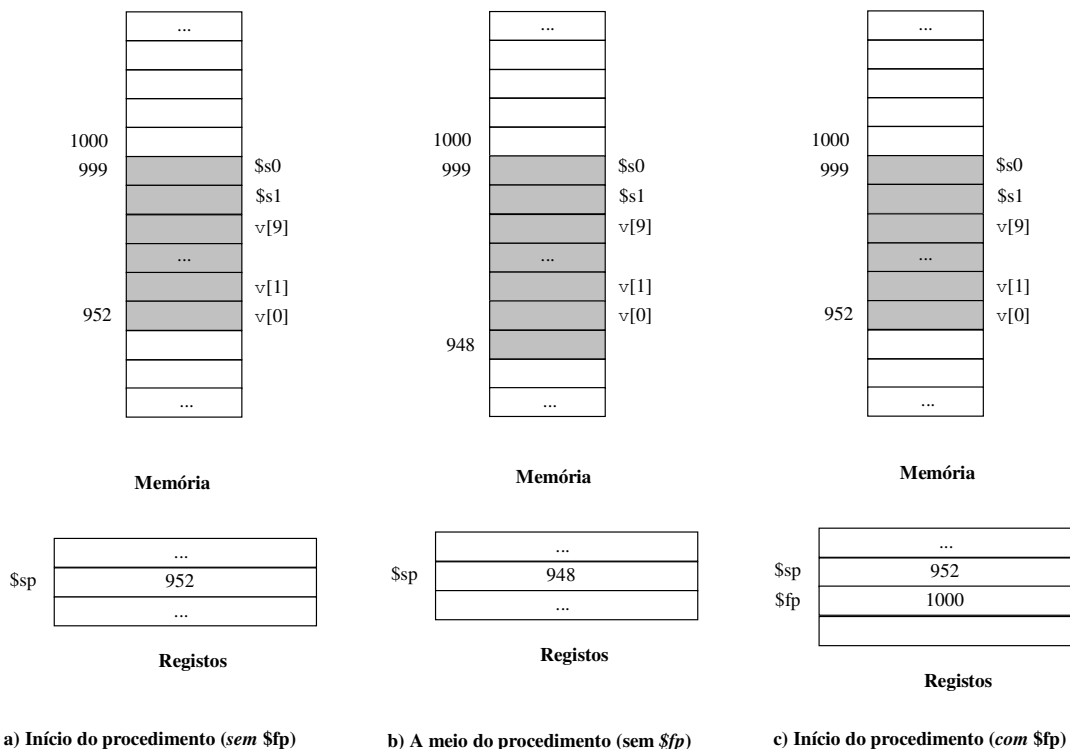 ...
1000
999
$s0
$s1
v[9]
...
v[1]
952
v[0]
...
Memória
...
$sp
952
...
Registos
a) Início do procedimento (sem $fp)
...
1000
999
$s0
$s1
v[9]
...
v[1]
v[0]
948
...
Memória
...
$sp
948
...
Registos
b) A meio do procedimento (sem $fp)
...
1000
999
$s0
$s1
v[9]
...
v[1]
952
v[0]
...
Memória
...
$sp
952
$fp
1000
Registos
c) Início do procedimento (com $fp)